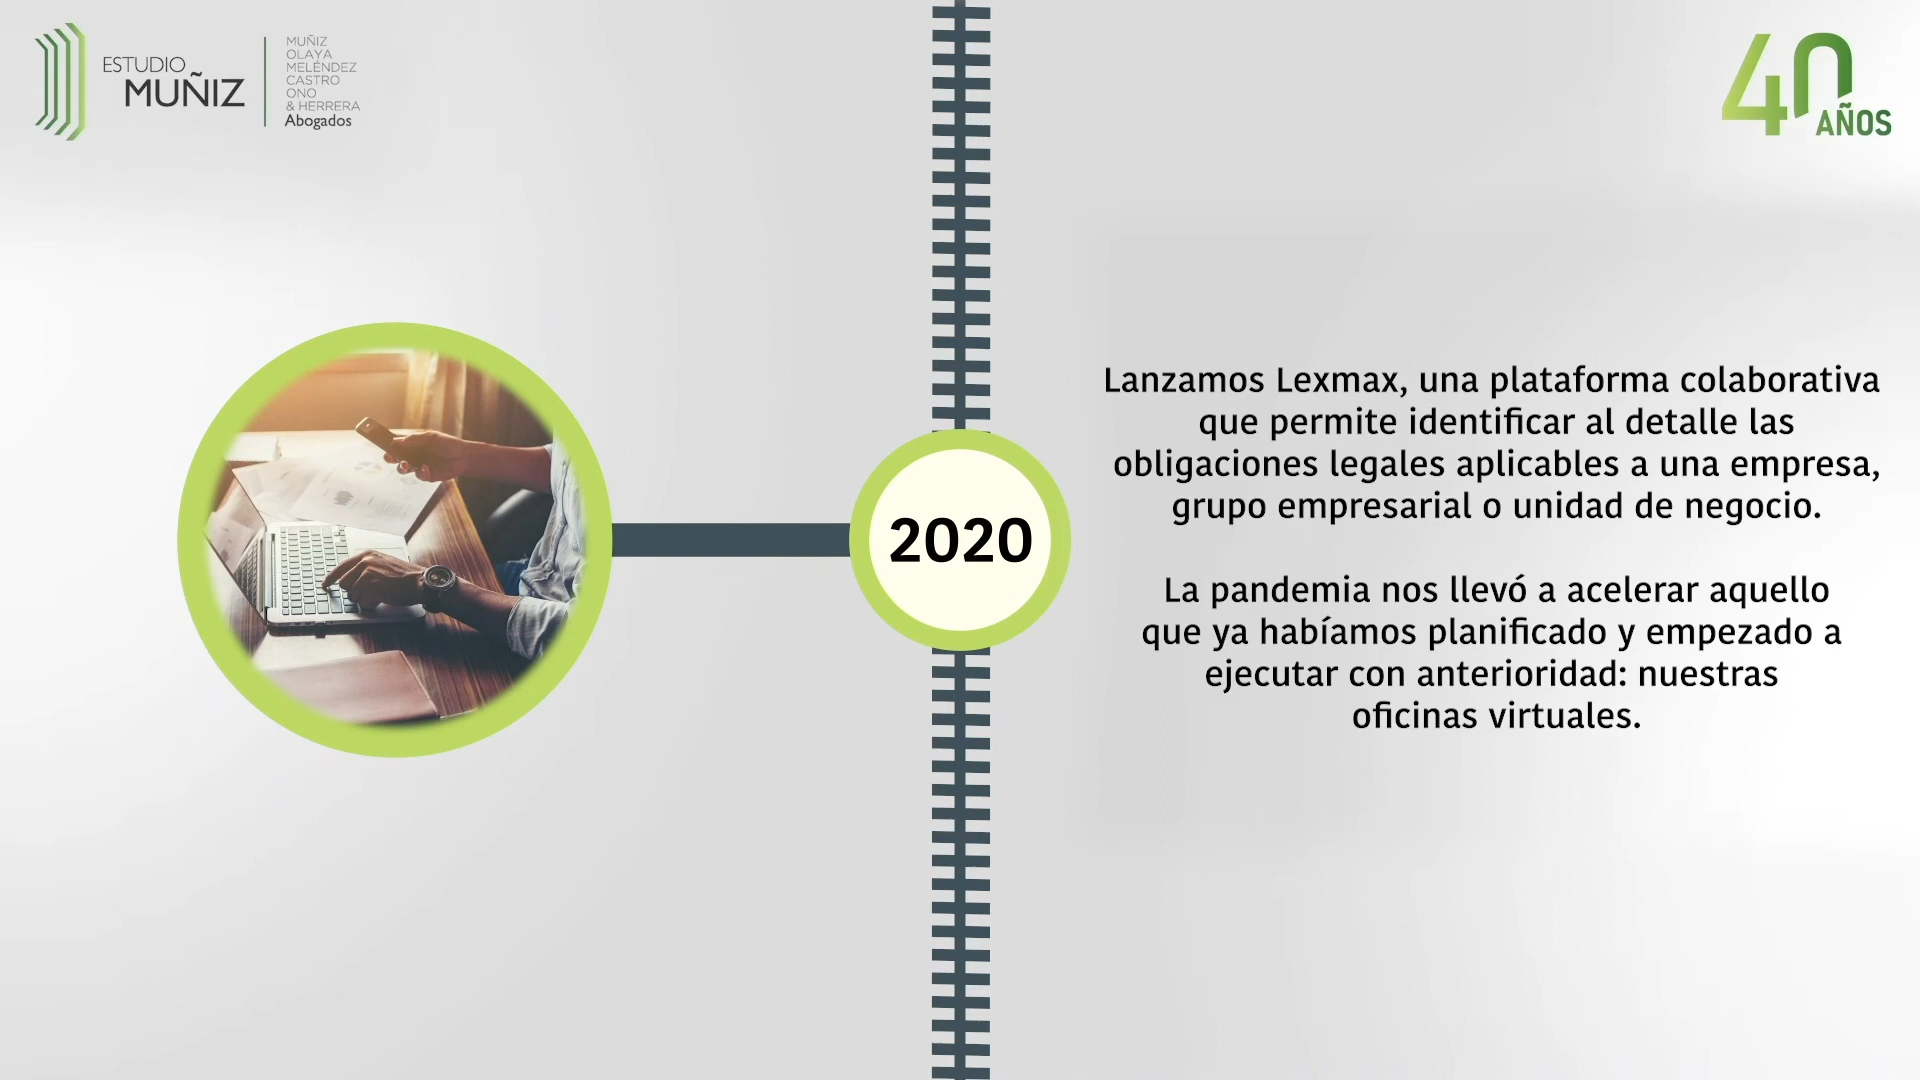 ESTUDIO
MUÑIZ
MUÑIZ
OLAYA
MELÉNDEZ
CASTRO
ONO
& HERRERA
Abogados
40
AÑOS
2020
Lanzamos Lexmax, una plataforma colaborativa
que permite identificar al detalle las
obligaciones legales aplicables a una empresa,
grupo empresarial o unidad de negocio.
La pandemia nos llevó a acelerar aquello
que ya habíamos planificado y empezado a
ejecutar con anterioridad: nuestras
oficinas virtuales.